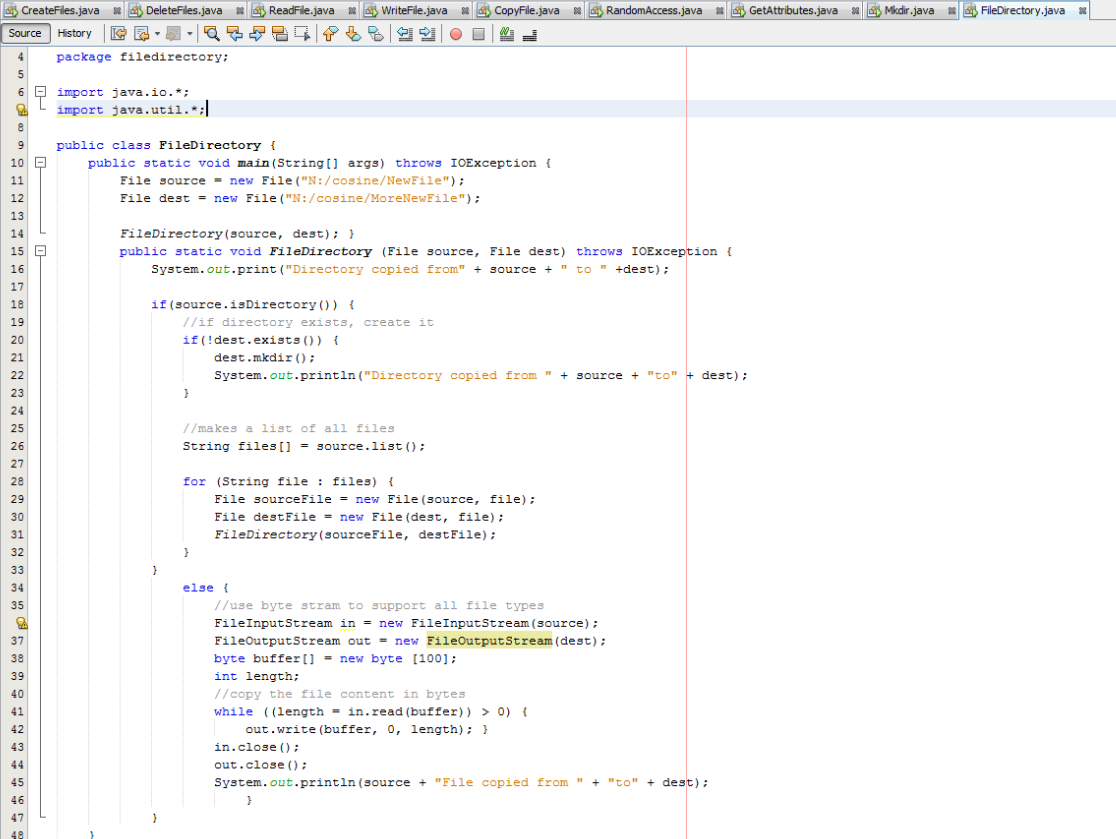 CreateFiles.java DeleteFiles.java ReadFile.java WriteFile.java CopyFile.java RandomAccess.java GetAttributes.java Mkdir.java FileDirectory.java
Source History
4 package filedirectory;
5
6 import java.io.*;
import java.util.*;
8
9 public class FileDirectory {
10 public static void main(String[] args) throws IOException {
11 File source = new File("N:/cosine/NewFile");
12 File dest = new File("N:/cosine/MoreNewFile");
13
14 FileDirectory(source, dest); }
15 public static void FileDirectory (File source, File dest) throws IOException {
16 System.out.print("Directory copied from" + source + " to " +dest);
17
18 if(source.isDirectory()) {
19 //if directory exists, create it
20 if(!dest.exists()) {
21 dest.mkdir();
22 System.out.println("Directory copied from " + source + "to" + dest);
23 }
24
25 //makes a list of all files
26 String files[] = source.list();
27
28 for (String file : files) {
29 File sourceFile = new File(source, file);
30 File destFile = new File(dest, file);
31 FileDirectory(sourceFile, destFile);
32 }
33 }
34 else {
35 //use byte stram to support all file types
FileInputStream in = new FileInputStream(source);
37 FileOutputStream out = new FileOutputStream(dest);
38 byte buffer[] = new byte [100];
39 int length;
40 //copy the file content in bytes
41 while ((length = in.read(buffer)) > 0) {
42 out.write(buffer, 0, length); }
43 in.close();
44 out.close();
45 System.out.println(source + "File copied from " + "to" + dest);
46 }
47 }
48 }